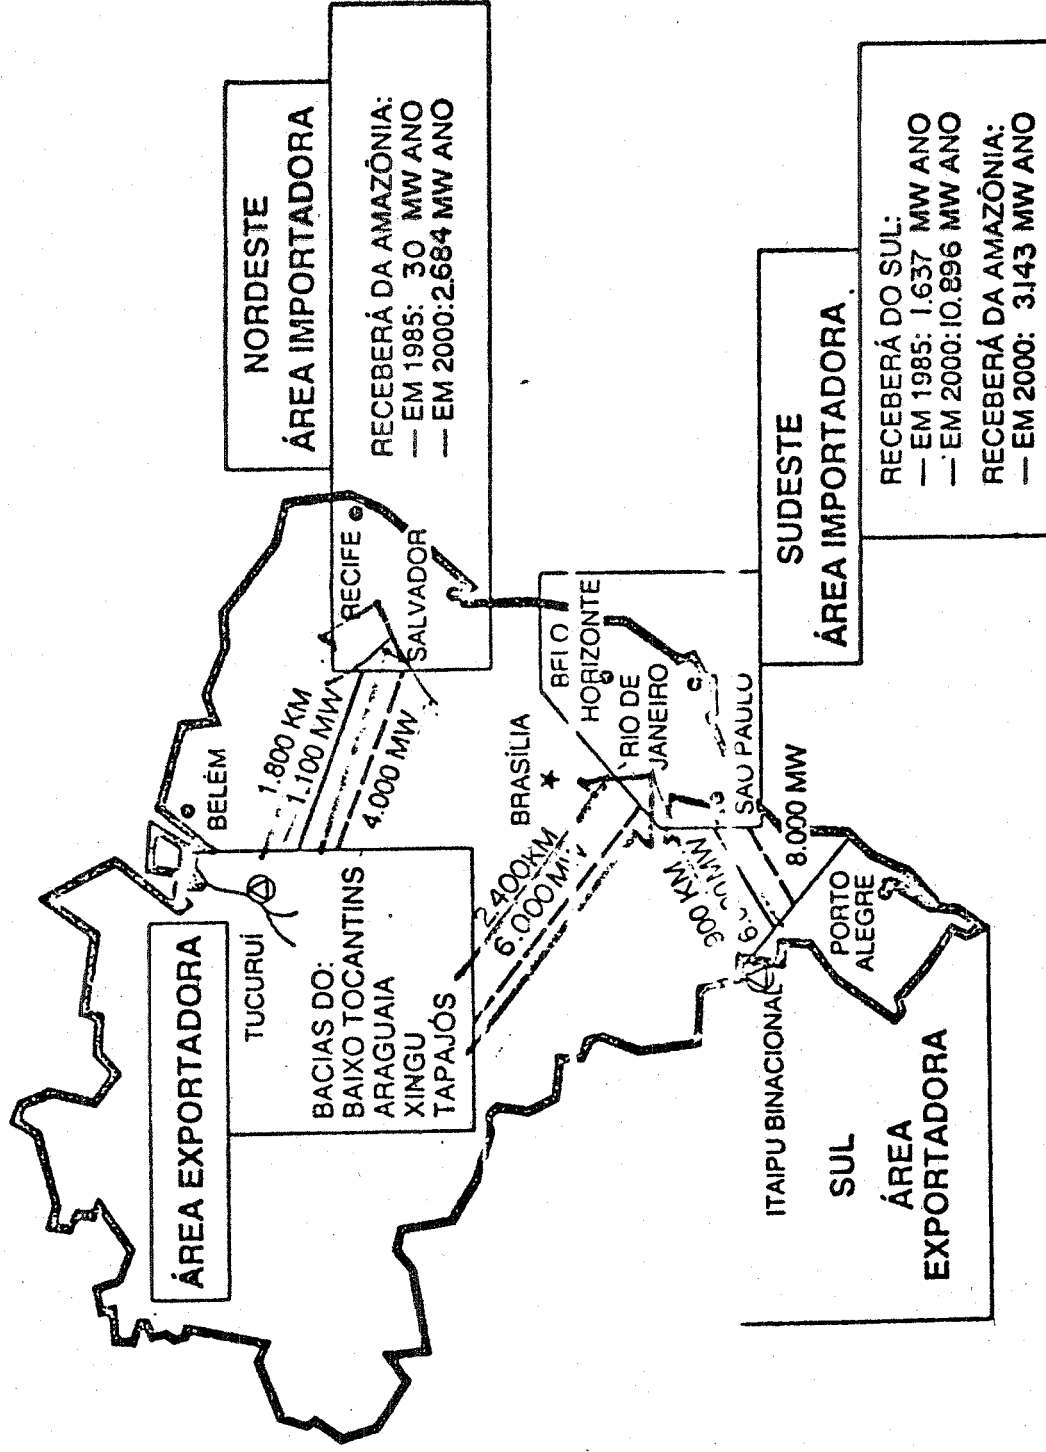 ÁREA EXPORTADORA
TUCURUÍ
BACIAS DO:
BAIXO TOCANTINS
ARAGUAIA
XINGU
TAPAJÓS
BELÉM
1.800 KM
1.100 MW
4.000 MW
NORDESTE
ÁREA IMPORTADORA
RECEBERÁ DA AMAZÔNIA:
— EM 1985: 30 MW ANO
— EM 2000: 2.684 MW ANO
RECIFE
SALVADOR
BRASÍLIA
2.400 KM
6.000 MW
BELO
HORIZONTE
RIO DE
JANEIRO
SAO PAULO
900 KM
8.000 MW
SUDESTE
ÁREA IMPORTADORA
RECEBERÁ DO SUL:
— EM 1985: 1.637 MW ANO
— EM 2000: 10.896 MW ANO
RECEBERÁ DA AMAZÔNIA:
— EM 2000: 3.143 MW ANO
ITAIPU BINACIONAL
PORTO
ALEGRE
SUL
ÁREA
EXPORTADORA